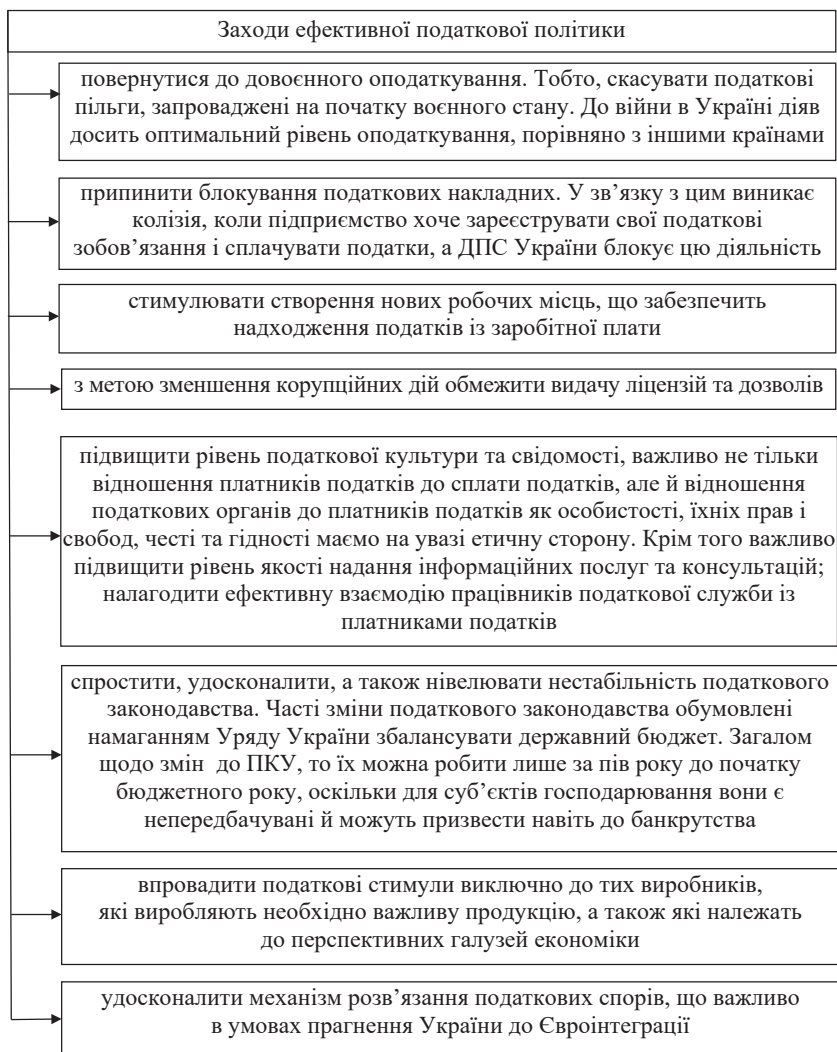 Заходи ефективної податкової політики
повернутися до довоєнного оподаткування. Тобто, скасувати податкові
пільги, запроваджені на початку воєнного стану. До війни в Україні діяв
досить оптимальний рівень оподаткування, порівняно з іншими країнами
припинити блокування податкових накладних. У зв’язку з цим виникає
колізія, коли підприємство хоче зареєструвати свої податкові
зобов’язання і сплачувати податки, а ДПС України блокує цю діяльність
стимулювати створення нових робочих місць, що забезпечить
надходження податків із заробітної плати
з метою зменшення корупційних дій обмежити видачу ліцензій та дозволів
підвищити рівень податкової культури та свідомості, важливо не тільки
відношення платників податків до сплати податків, але й відношення
податкових органів до платників податків як особистості, їхніх прав і
свобод, честі та гідності маємо на увазі етичну сторону. Крім того важливо
підвищити рівень якості надання інформаційних послуг та консультацій;
налагодити ефективну взаємодію працівників податкової служби із
платниками податків
спростити, удосконалити, а також нівелювати нестабільність податкового
законодавства. Часті зміни податкового законодавства обумовлені
намаганням Уряду України збалансувати державний бюджет. Загалом
щодо змін до ПКУ, то їх можна робити лише за пів року до початку
бюджетного року, оскільки для суб’єктів господарювання вони є
непередбачувані й можуть призвести навіть до банкрутства
впровадити податкові стимули виключно до тих виробників,
які виробляють необхідно важливу продукцію, а також які належать
до перспективних галузей економіки
удосконалити механізм розв’язання податкових спорів, що важливо
в умовах прагнення України до Євроінтеграції